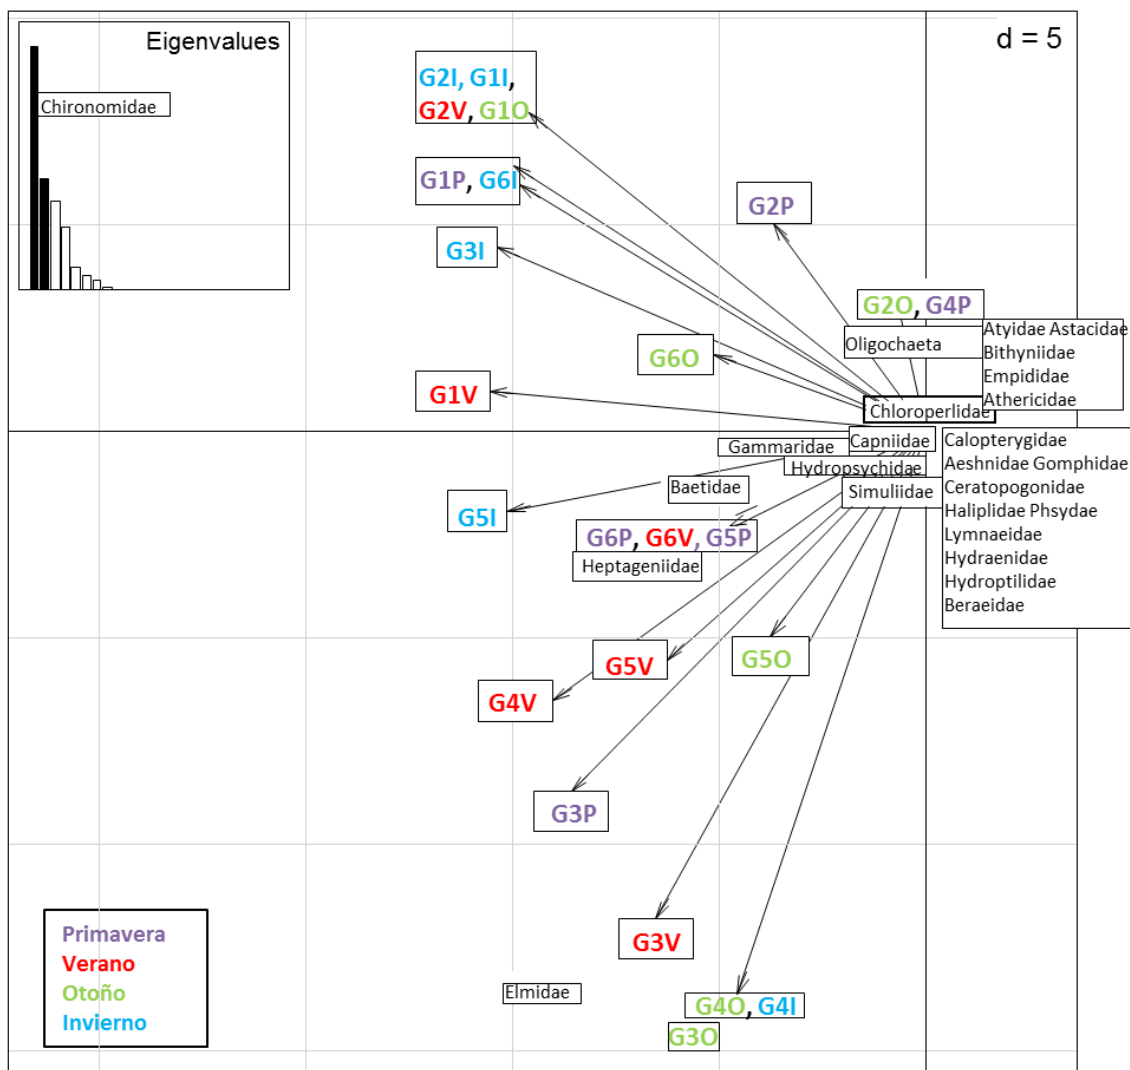 Eigenvalues
d = 5
Chironomidae
G2I, G1I,
G2V, G1O
G1P, G6I
G2P
G3I
G2O, G4P
Oligochaeta
Atyidae Astacidae
Bithyniidae
Empididae
Athericidae
G6O
G1V
Chloroperlidae
Gammaridae
Capniidae
Hydropsychidae
Baetidae
Simuliidae
Calopterygidae
Aeshnidae Gomphidae
Ceratopogonidae
Haliplidae Phsydae
Lymnaeidae
Hydraenidae
Hydroptilidae
Beraeidae
G5I
G6P, G6V, G5P
Heptageniidae
G5V
G5O
G4V
G3P
G3V
Elmidae
G4O, G4I
G3O
Primavera
Verano
Otoño
Invierno